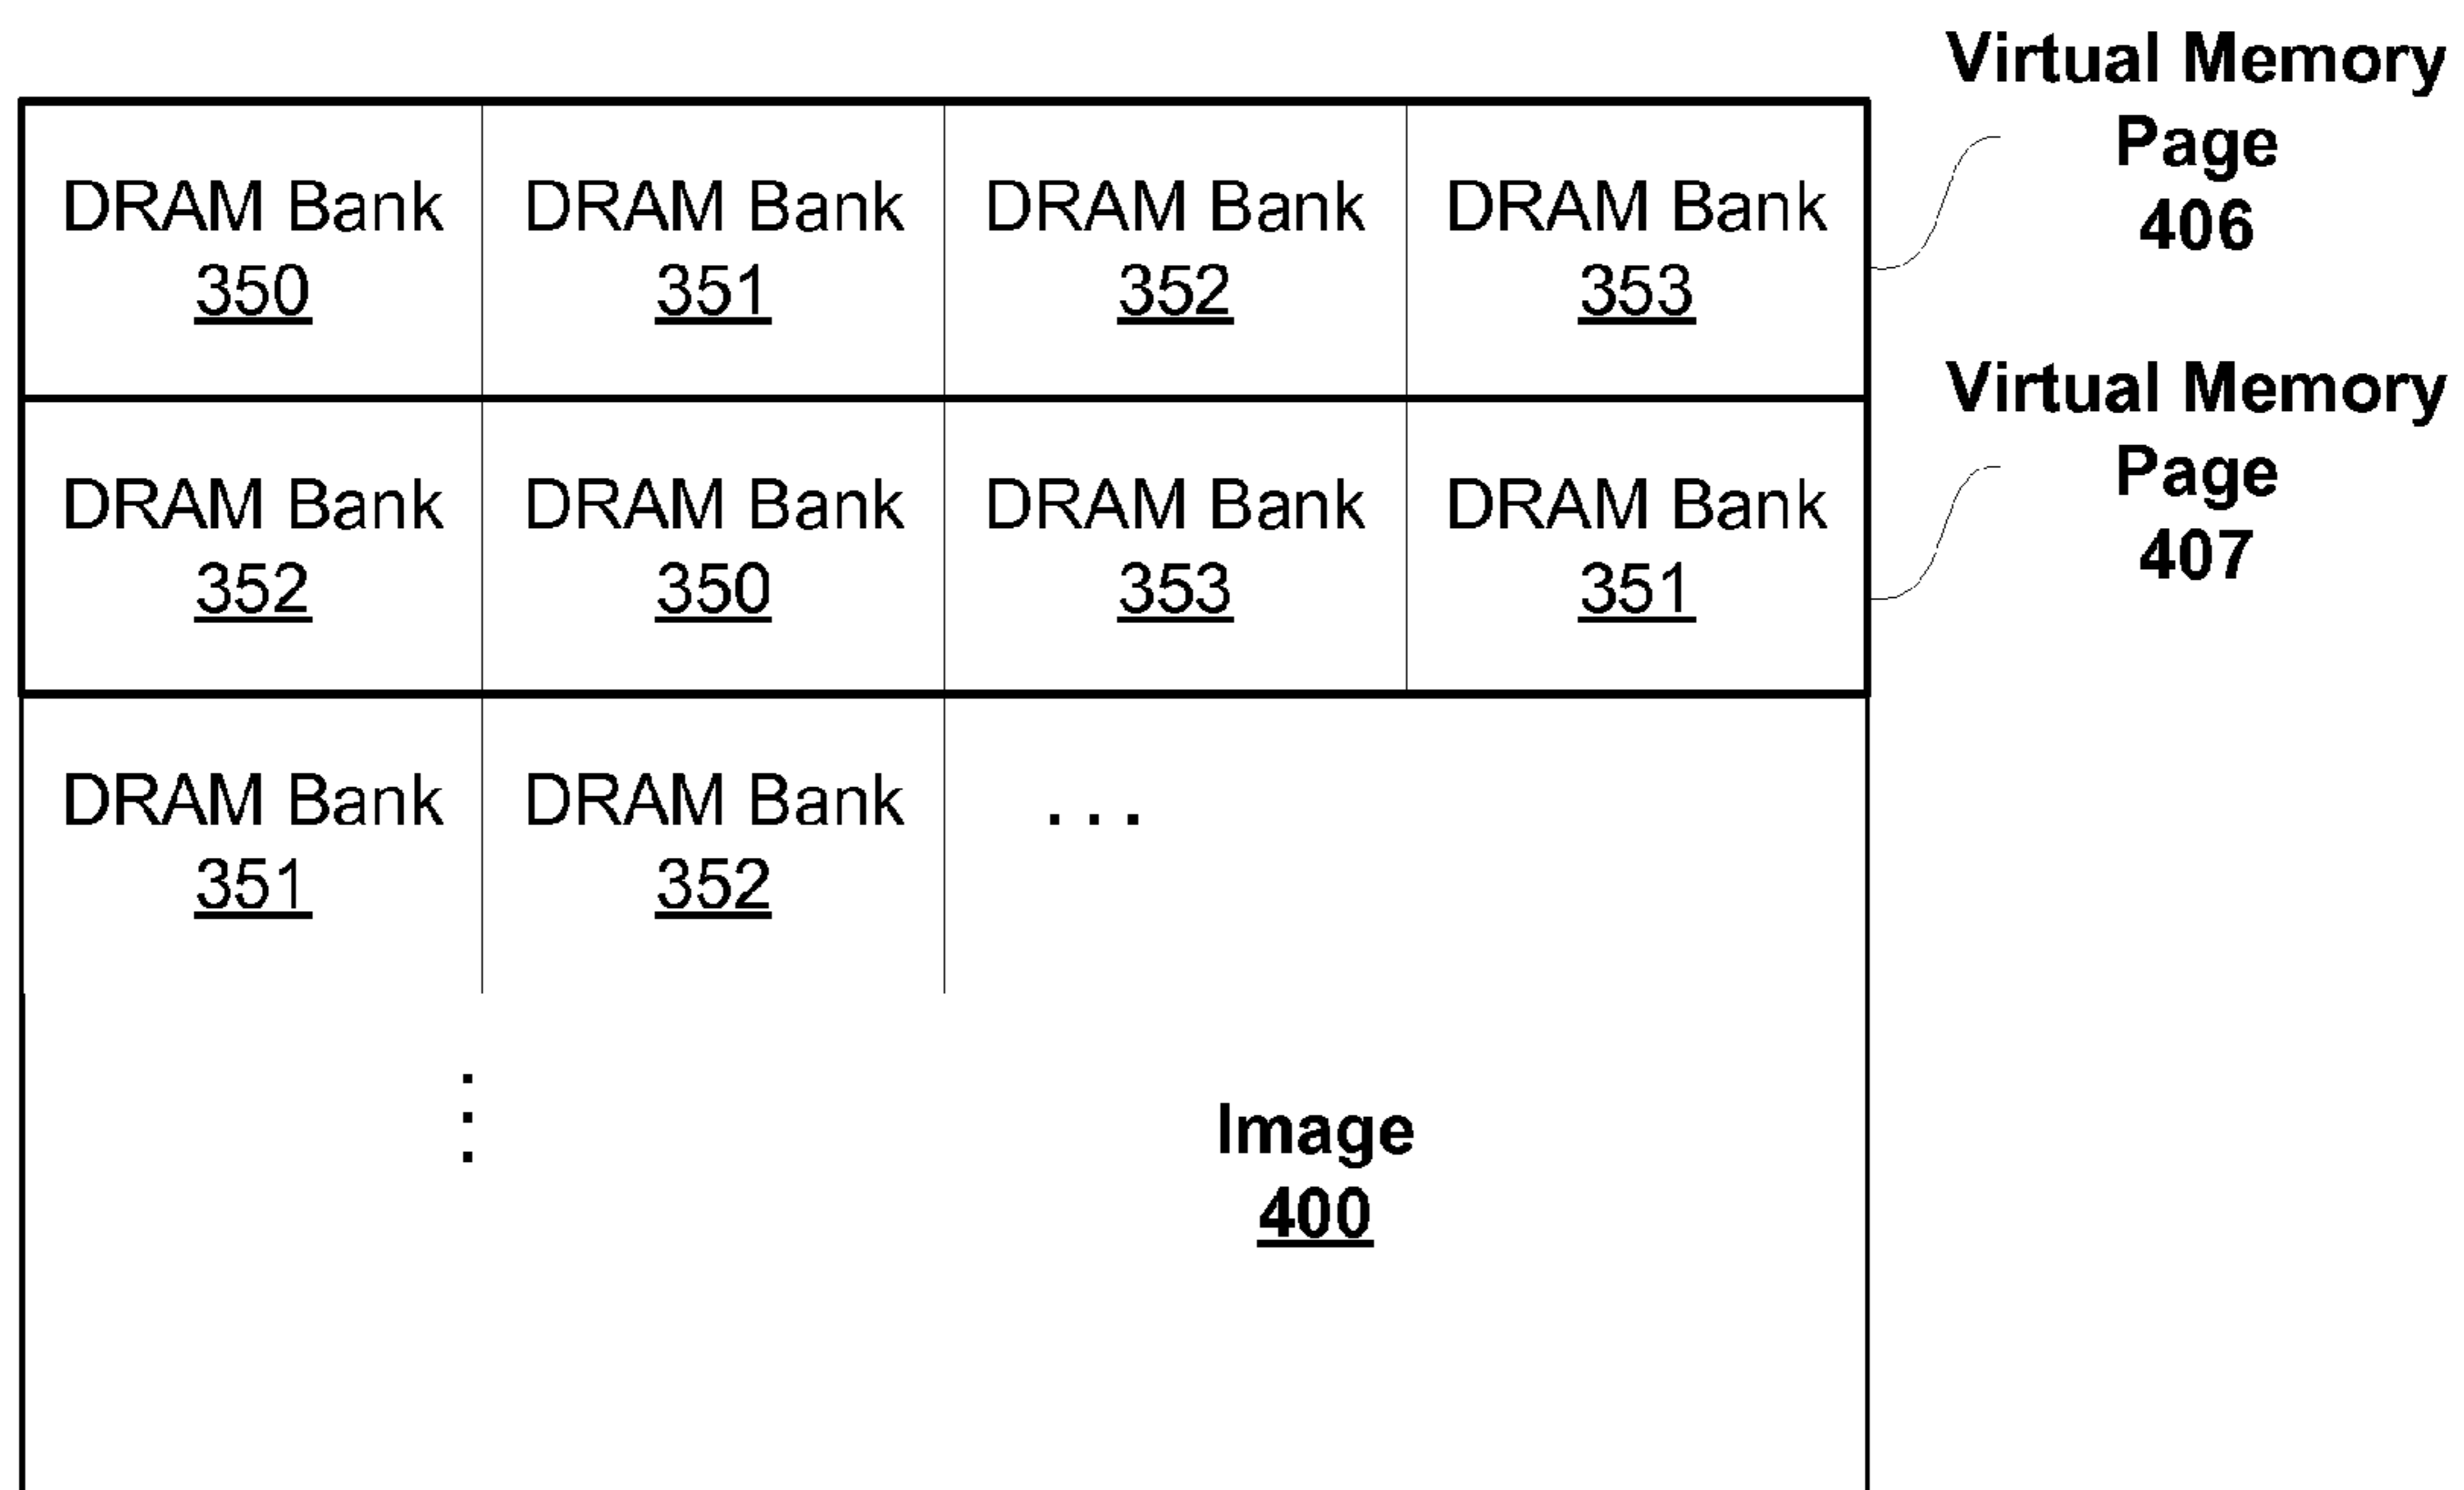 Virtual Memory
Page
406
DRAM Bank DRAM Bank DRAM Bank DRAM Bank
350 351 352 353
Virtual Memory
Page
407
DRAM Bank DRAM Bank DRAM Bank DRAM Bank
352 350 353 351
DRAM Bank DRAM Bank ...
351 352
Image
400